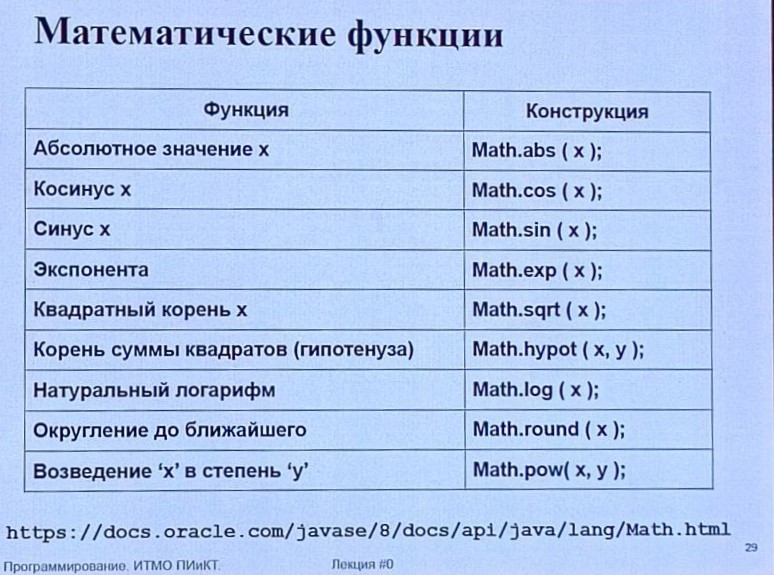 Математические функции
Функция Конструкция
Абсолютное значение x Math.abs ( x );
Косинус x Math.cos ( x );
Синус x Math.sin ( x );
Экспонента Math.exp ( x );
Квадратный корень x Math.sqrt ( x );
Корень суммы квадратов (гипотенуза) Math.hypot ( x, y );
Натуральный логарифм Math.log ( x );
Округление до ближайшего Math.round ( x );
Возведение ‘x’ в степень ‘y’ Math.pow( x, y );
https://docs.oracle.com/javase/8/docs/api/java/lang/Math.html
29
Программирование. ИТМО ПИиКТ. Лекция #0